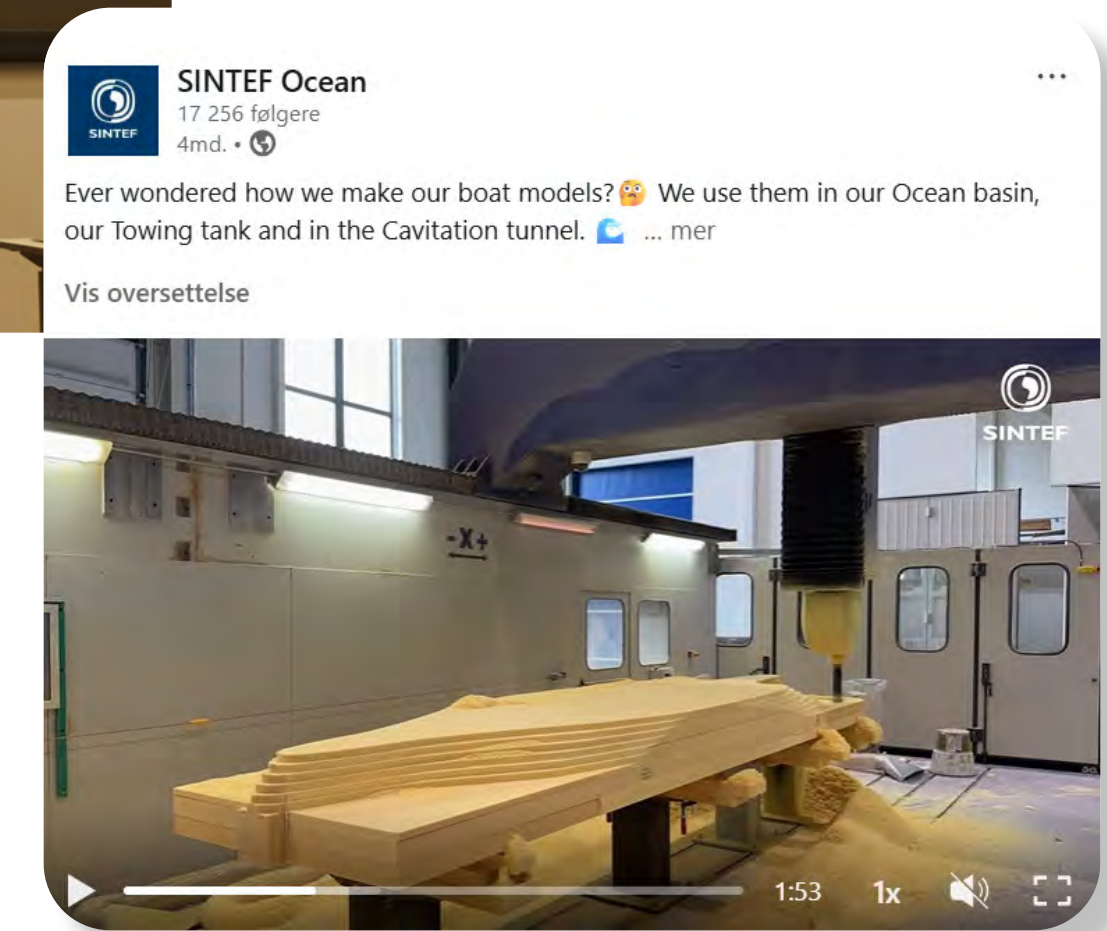 SINTEF Ocean
17 256 følgere
4md. •
SINTEF
Ever wondered how we make our boat models? We use them in our Ocean basin,
our Towing tank and in the Cavitation tunnel. ... mer
Vis oversettelse
SINTEF
-X+
1:53 1x